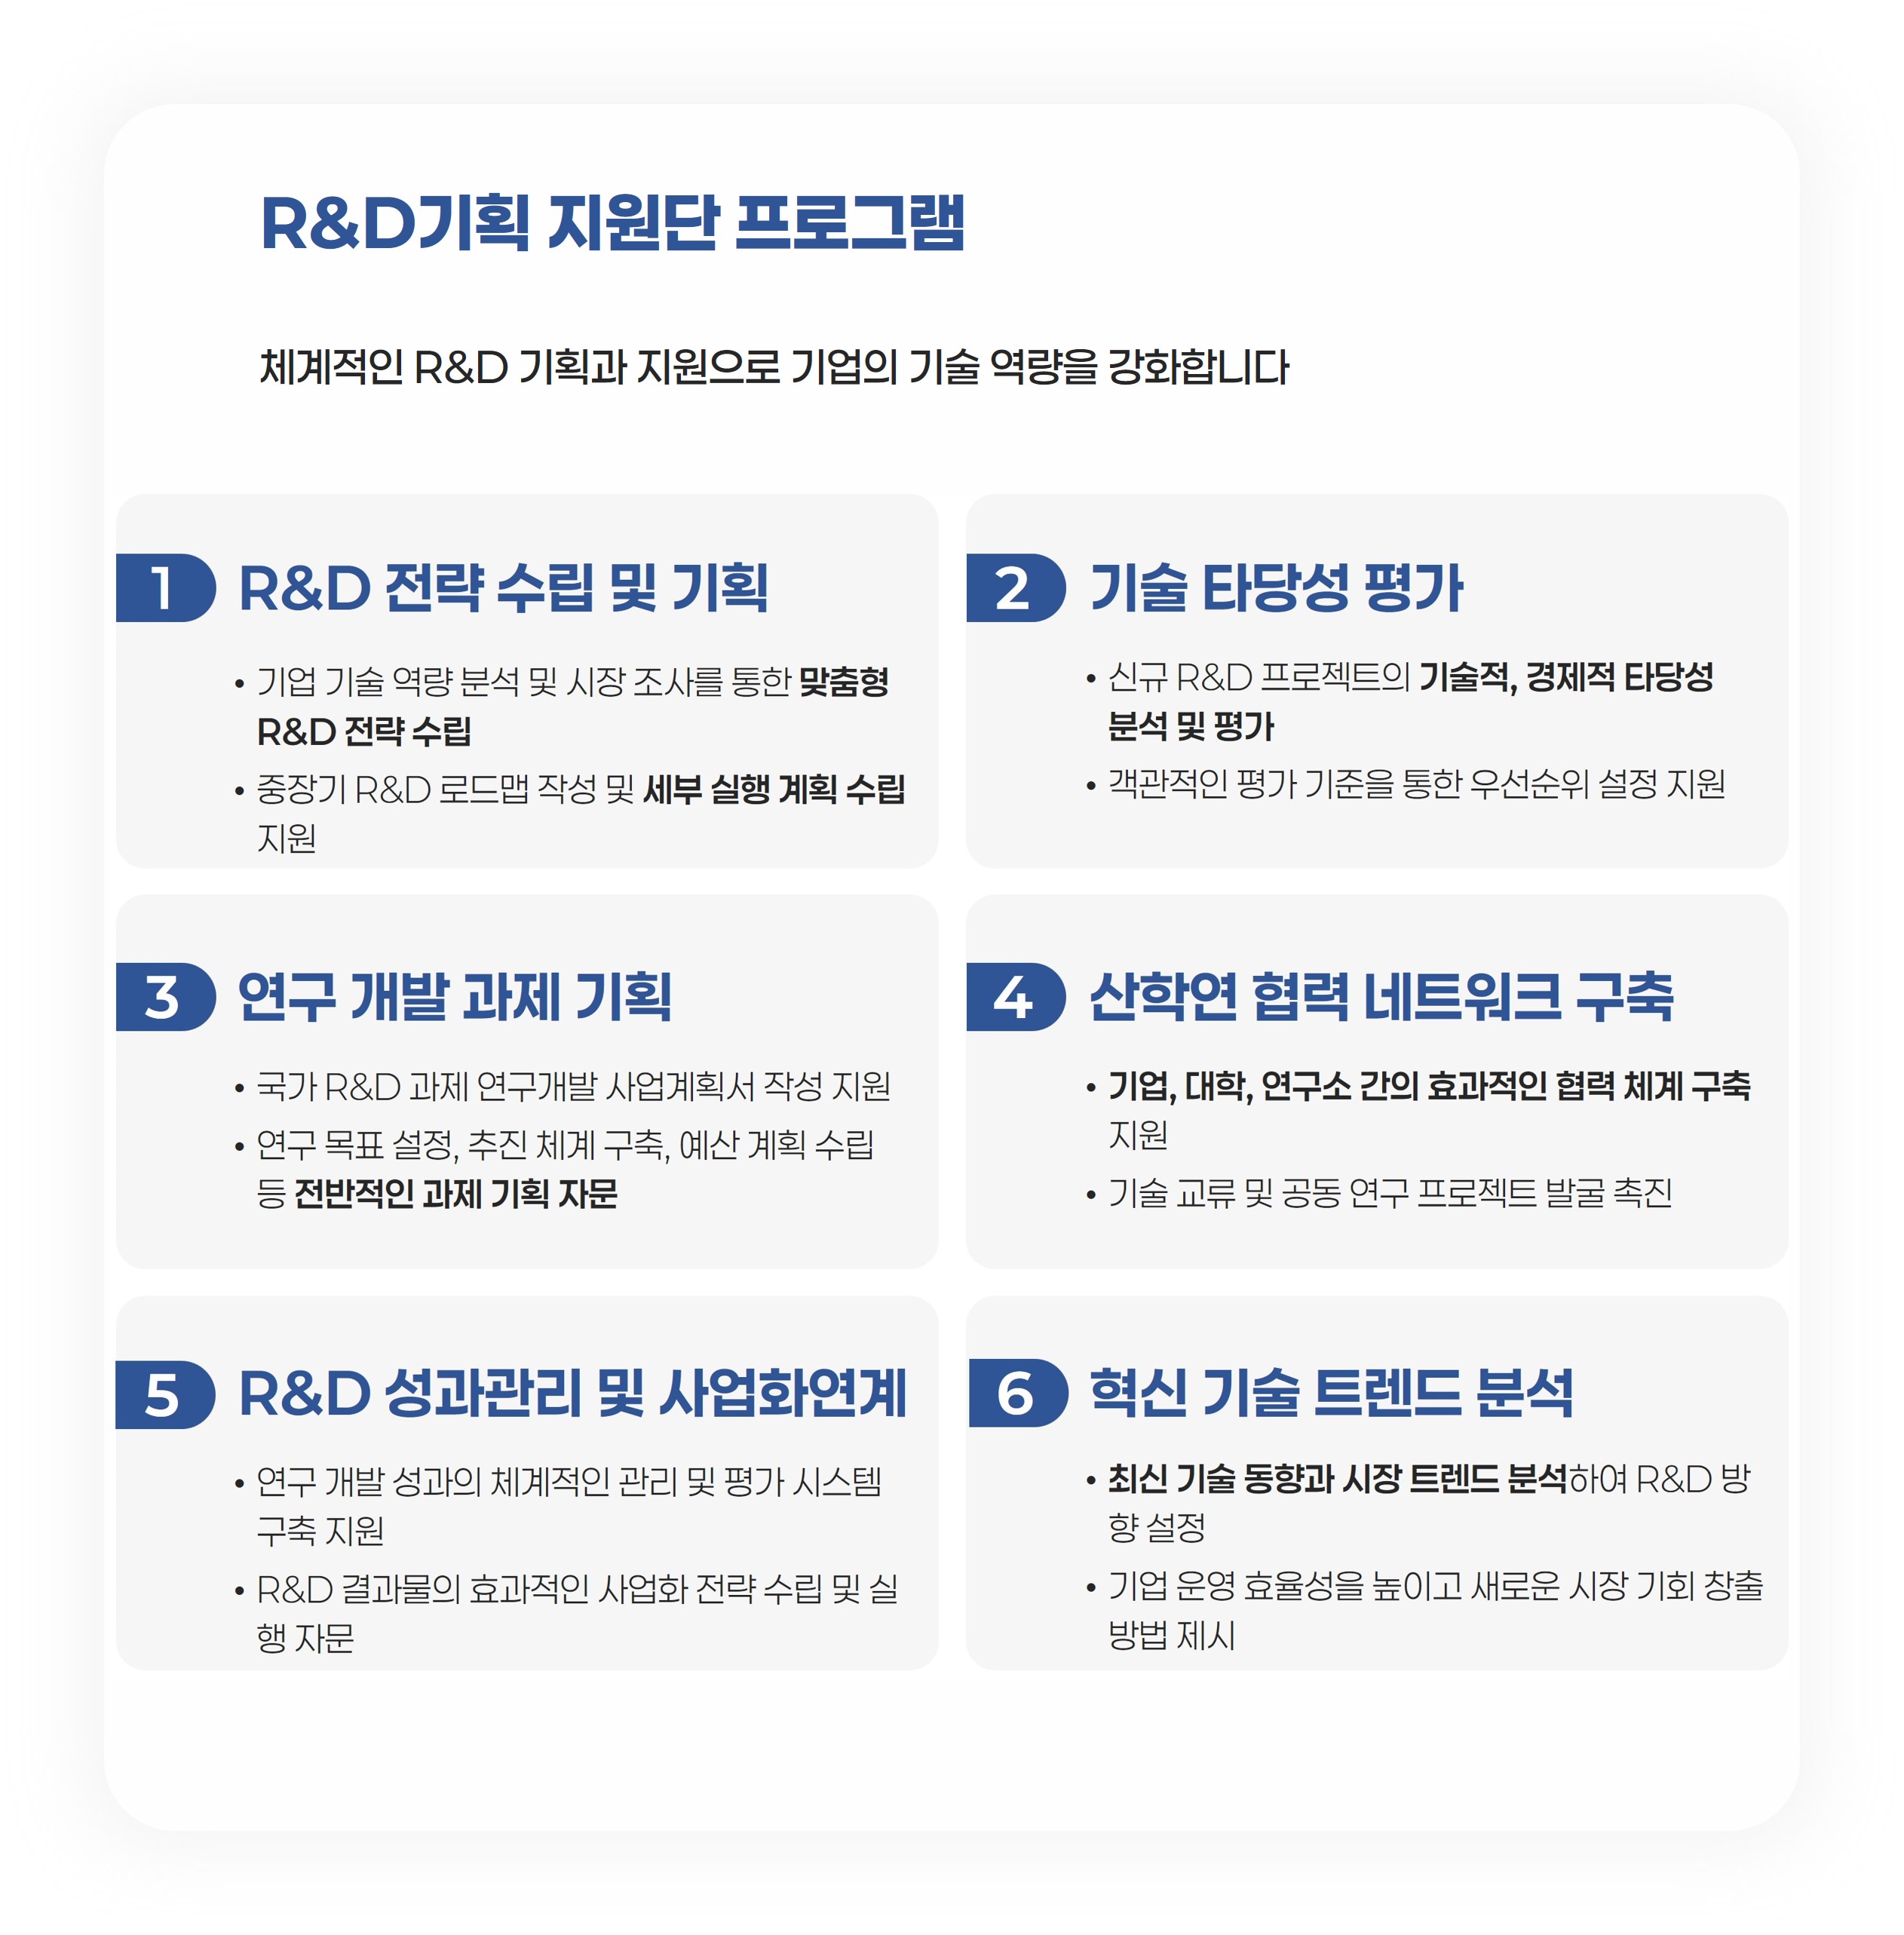 R&D기획 지원단 프로그램
체계적인 R&D 기획과 지원으로 기업의 기술 역량을 강화합니다
1 R&D 전략 수립 및 기획
• 기업 기술 역량 분석 및 시장 조사를 통한 맞춤형
R&D 전략 수립
• 중장기 R&D 로드맵 작성 및 세부 실행 계획 수립
지원
2 기술 타당성 평가
• 신규 R&D 프로젝트의 기술적, 경제적 타당성
분석 및 평가
• 객관적인 평가 기준을 통한 우선순위 설정 지원
3 연구 개발 과제 기획
• 국가 R&D 과제 연구개발 사업계획서 작성 지원
• 연구 목표 설정, 추진 체계 구축, 예산 계획 수립
등 전반적인 과제 기획 자문
4 산학연 협력 네트워크 구축
• 기업, 대학, 연구소 간의 효과적인 협력 체계 구축
지원
• 기술 교류 및 공동 연구 프로젝트 발굴 촉진
5 R&D 성과관리 및 사업화연계
• 연구 개발 성과의 체계적인 관리 및 평가 시스템
구축 지원
• R&D 결과물의 효과적인 사업화 전략 수립 및 실
행 자문
6 혁신 기술 트렌드 분석
• 최신 기술 동향과 시장 트렌드 분석하여 R&D 방
향 설정
• 기업 운영 효율성을 높이고 새로운 시장 기회 창출
방법 제시